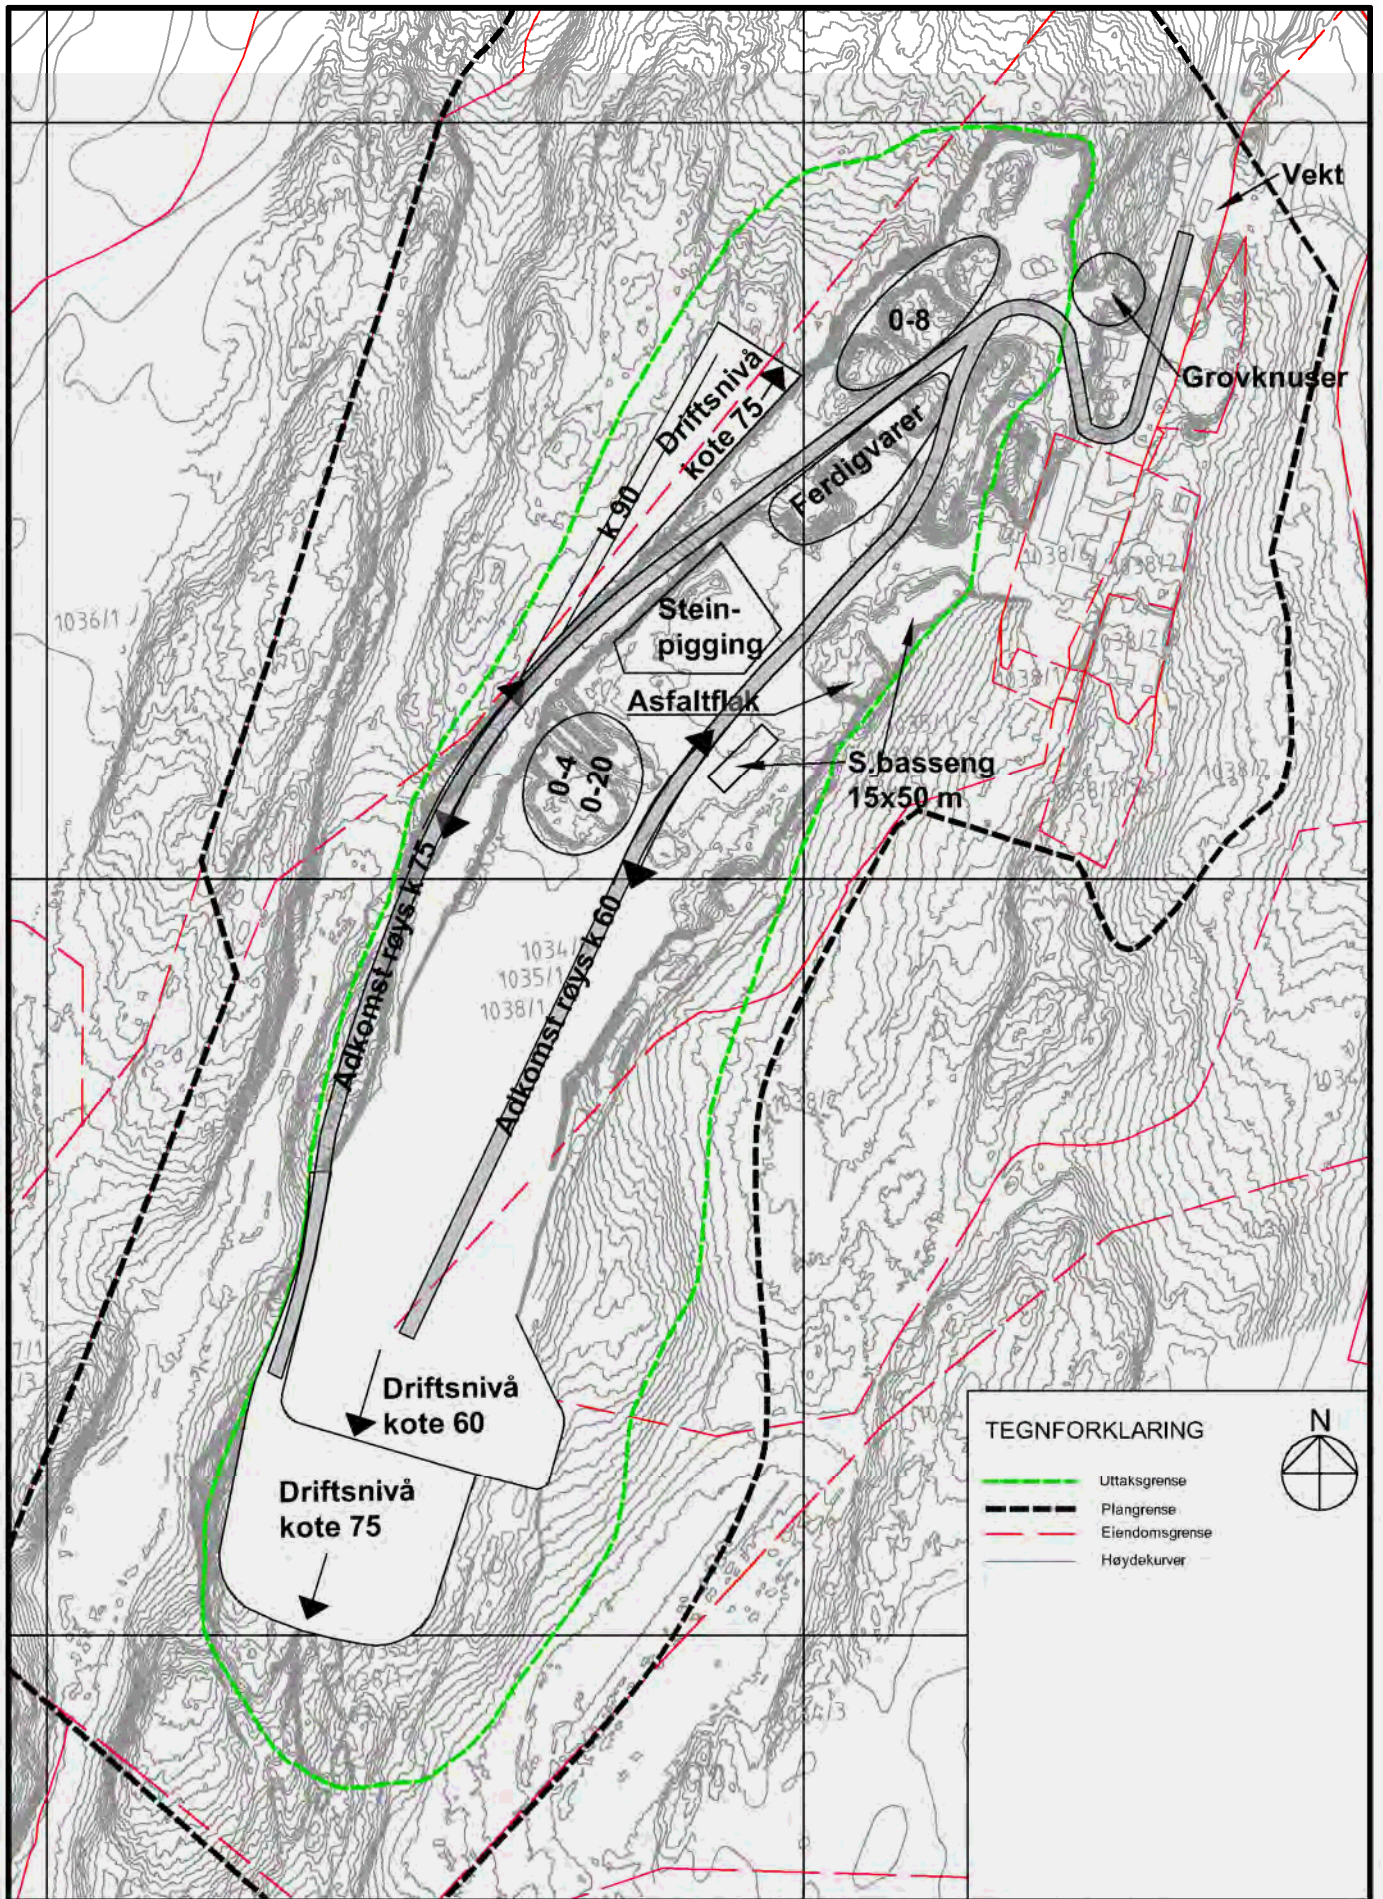 Vekt
0-8
Grovknuser
Driftsnivå
kote 75
k 90
Ferdigvarer
Stein-
pigging
1036/1
Asfaltflak
S.basseng
15x50 m
0-4
0-20
Adkomst røys k 75
Adkomst røys k 60
1035/1
1038/1
Driftsnivå
kote 60
Driftsnivå
kote 75
TEGNFORKLARING
N
Uttaksgrense
Plangrense
Eiendomsgrense
Høydekurver